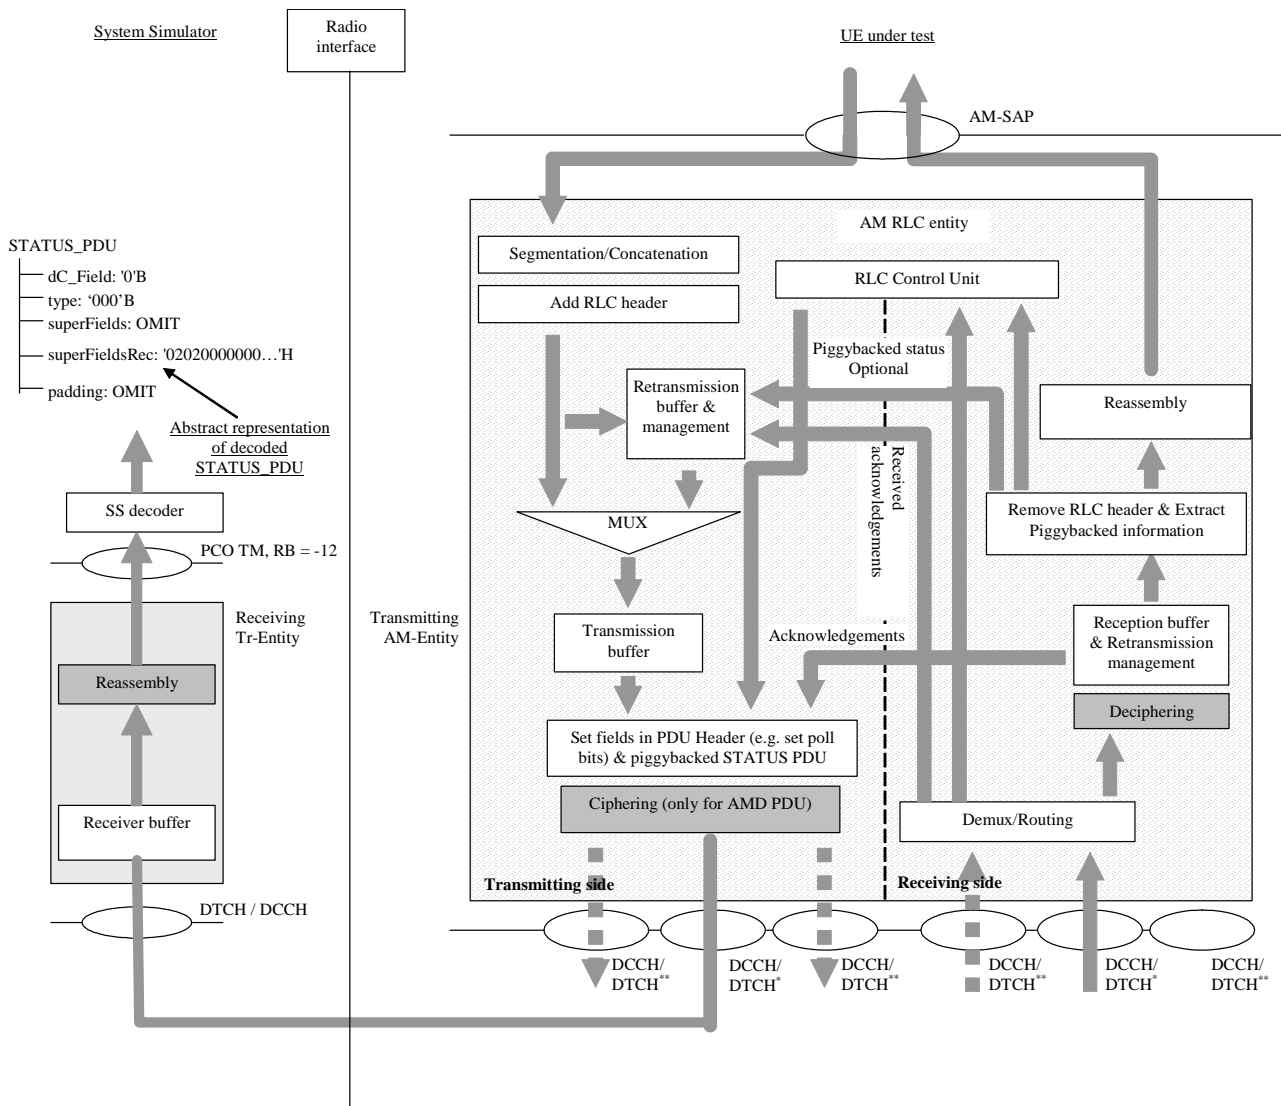 System Simulator
Radio
interface
UE under test
AM-SAP
AM RLC entity
STATUS_PDU
dC_Field: '0'B
type: ‘000’B
superFields: OMIT
superFieldsRec: '02020000000…'H
padding: OMIT
Abstract representation
of decoded
STATUS_PDU
SS decoder
PCO TM, RB = -12
Receiving
Tr-Entity
Reassembly
Receiver buffer
DTCH / DCCH
Transmitting
AM-Entity
Segmentation/Concatenation
Add RLC header
RLC Control Unit
Piggybacked status
Optional
Retransmission
buffer &
management
Reassembly
Received
acknowledgements
MUX
Remove RLC header & Extract
Piggybacked information
Transmission
buffer
Acknowledgements
Reception buffer
& Retransmission
management
Deciphering
Set fields in PDU Header (e.g. set poll
bits) & piggybacked STATUS PDU
Ciphering (only for AMD PDU)
Demux/Routing
Transmitting side
Receiving side
DCCH/
DTCH**
DCCH/
DTCH*
DCCH/
DTCH**
DCCH/
DTCH**
DCCH/
DTCH*
DCCH/
DTCH**